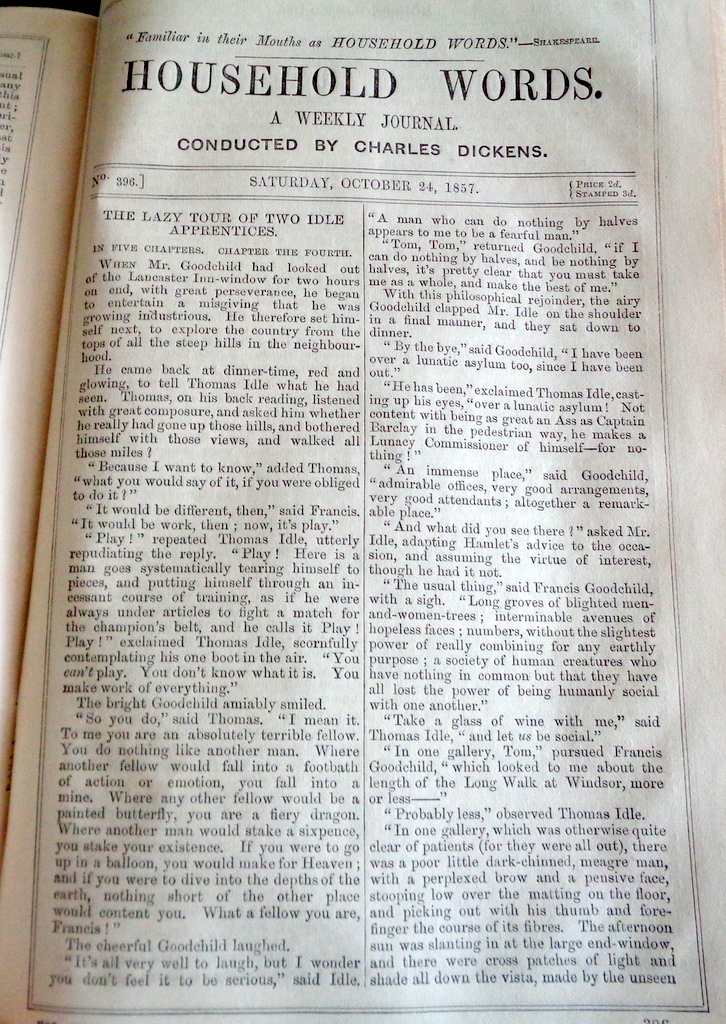 "Familiar in their Mouths as HOUSEHOLD WORDS."—SHAKESPEARE.
HOUSEHOLD WORDS.
A WEEKLY JOURNAL.
CONDUCTED BY CHARLES DICKENS.
No. 396.]
SATURDAY, OCTOBER 24, 1857.
{ PRICE 2d.
{ STAMPED 3d.
THE LAZY TOUR OF TWO IDLE
APPRENTICES.
IN FIVE CHAPTERS. CHAPTER THE FOURTH.
WHEN Mr. Goodchild had looked out
of the Lancaster Inn-window for two hours
on end, with great perseverance, he began
to entertain a misgiving that he was
growing industrious. He therefore set him-
self next, to explore the country from the
tops of all the steep hills in the neighbour-
hood.
He came back at dinner-time, red and
glowing, to tell Thomas Idle what he had
seen. Thomas, on his back reading, listened
with great composure, and asked him whether
he really had gone up those hills, and bothered
himself with those views, and walked all
those miles ?
"Because I want to know," added Thomas,
"what you would say of it, if you were obliged
to do it ?"
"It would be different, then," said Francis.
"It would be work, then ; now, it's play."
"Play !" repeated Thomas Idle, utterly
repudiating the reply. "Play ! Here is a
man goes systematically tearing himself to
pieces, and putting himself through an in-
cessant course of training, as if he were
always under articles to fight a match for
the champion's belt, and he calls it Play !
Play !" exclaimed Thomas Idle, scornfully
contemplating his one boot in the air. "You
can't play. You don't know what it is. You
make work of everything."
The bright Goodchild amiably smiled.
"So you do," said Thomas. "I mean it.
To me you are an absolutely terrible fellow.
You do nothing like another man. Where
another fellow would fall into a footbath
of action or emotion, you fall into a
mine. Where any other fellow would be a
painted butterfly, you are a fiery dragon.
Where another man would stake a sixpence,
you stake your existence. If you were to go
up in a balloon, you would make for Heaven ;
and if you were to dive into the depths of the
earth, nothing short of the other place
would content you. What a fellow you are,
Francis !"
The cheerful Goodchild laughed.
"It's all very well to laugh, but I wonder
you don't feel it to be serious," said Idle.
"A man who can do nothing by halves
appears to me to be a fearful man."
"Tom, Tom," returned Goodchild, "if I
can do nothing by halves, and be nothing by
halves, it's pretty clear that you must take
me as a whole, and make the best of me."
With this philosophical rejoinder, the airy
Goodchild clapped Mr. Idle on the shoulder
in a final manner, and they sat down to
dinner.
"By the bye," said Goodchild, "I have been
over a lunatic asylum too, since I have been
out."
"He has been," exclaimed Thomas Idle, cast-
ing up his eyes, "over a lunatic asylum ! Not
content with being as great an Ass as Captain
Barclay in the pedestrian way, he makes a
Lunacy Commissioner of himself—for no-
thing !"
"An immense place," said Goodchild,
"admirable offices, very good arrangements,
very good attendants ; altogether a remark-
able place."
"And what did you see there ?" asked Mr.
Idle, adapting Hamlet's advice to the occa-
sion, and assuming the virtue of interest,
though he had it not.
"The usual thing," said Francis Goodchild,
with a sigh. "Long groves of blighted men-
and-women-trees ; interminable avenues of
hopeless faces ; numbers, without the slightest
power of really combining for any earthly
purpose ; a society of human creatures who
have nothing in common but that they have
all lost the power of being humanly social
with one another."
"Take a glass of wine with me," said
Thomas Idle, "and let us be social."
"In one gallery, Tom," pursued Francis
Goodchild, "which looked to me about the
length of the Long Walk at Windsor, more
or less——"
"Probably less," observed Thomas Idle.
"In one gallery, which was otherwise quite
clear of patients (for they were all out), there
was a poor little dark-chinned, meagre man,
with a perplexed brow and a pensive face,
stooping low over the matting on the floor,
and picking out with his thumb and fore-
finger the course of its fibres. The afternoon
sun was slanting in at the large end-window,
and there were cross patches of light and
shade all down the vista, made by the unseen